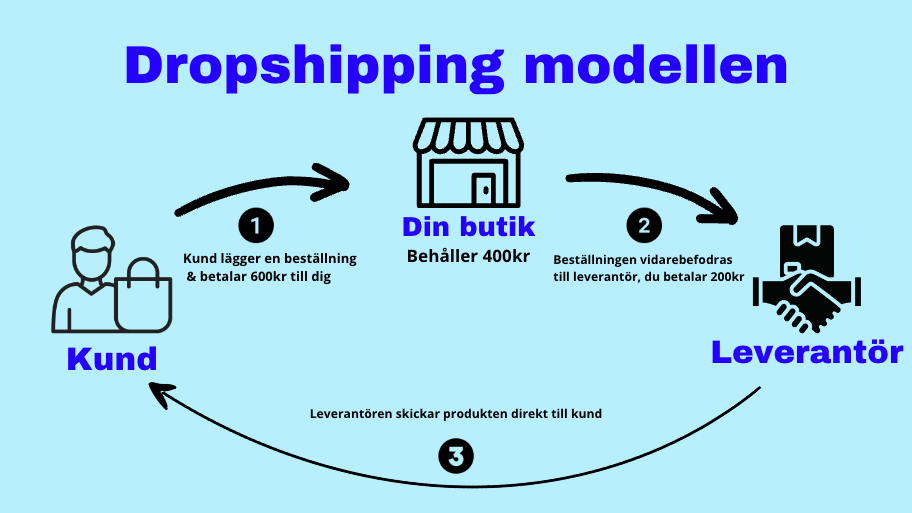 Dropshipping modellen
1
Kund lägger en beställning
& betalar 600kr till dig
Din butik
Behåller 400kr
2
Beställningen vidarebefodras
till leverantör, du betalar 200kr
Kund
Leverantör
Leverantören skickar produkten direkt till kund
3